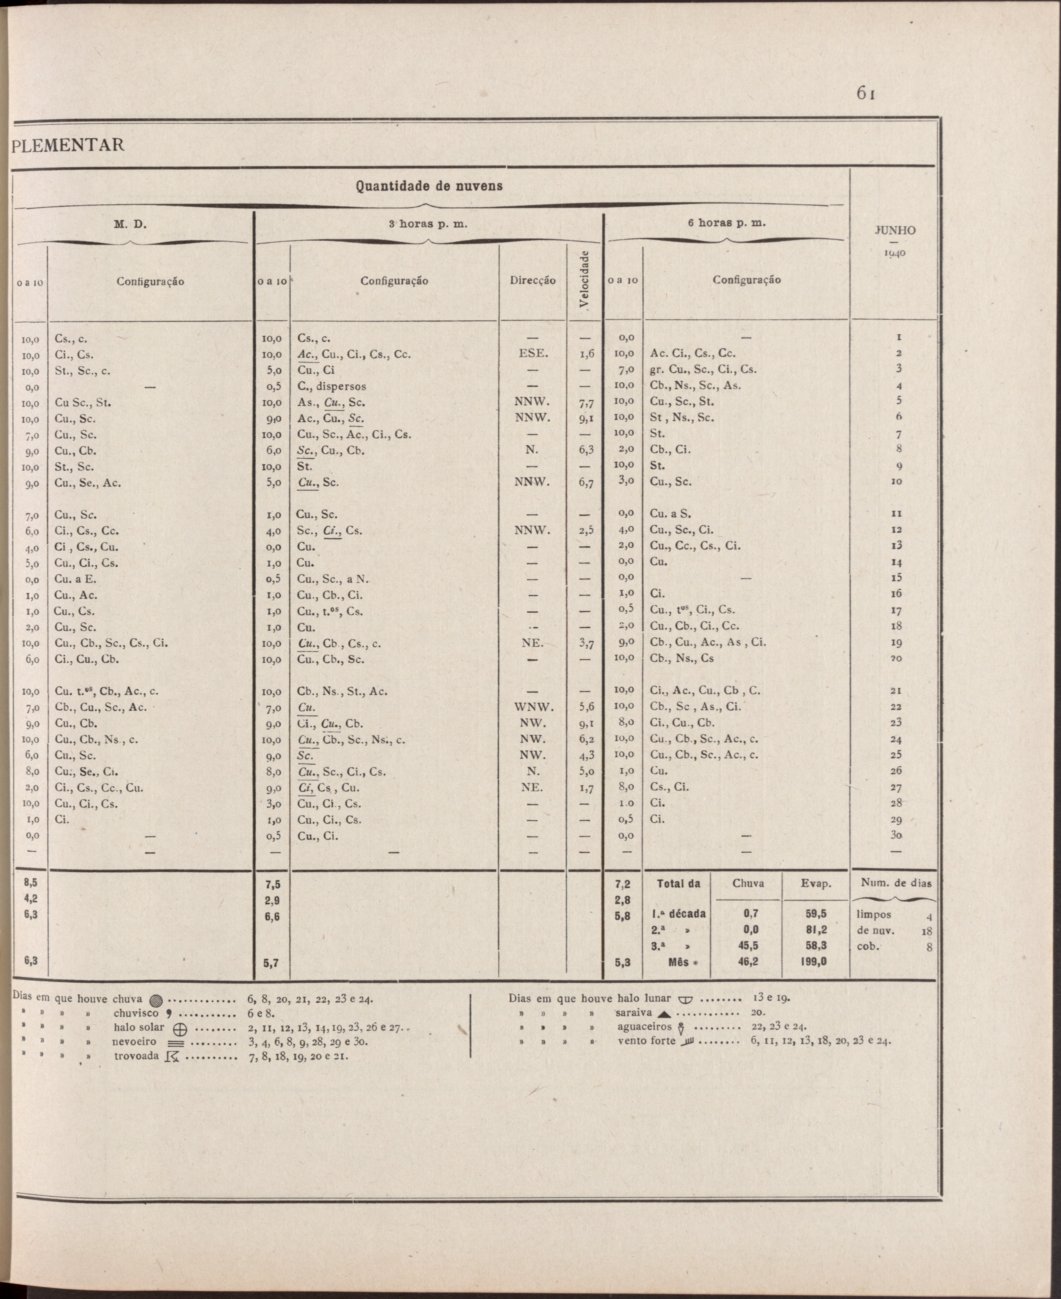 61
PLEMENTAR
Quantidade de nuvens
M. D. 3 horas p. m. 6 horas p. m. JUNHO
—
1940
0 a 10 Configuração 0 a 10 Configuração Direcção Velocidade 0 a 10 Configuração
10,0 Cs., c. 10,0 Cs., c. — — 0,0 — 1
10,0 Ci., Cs. 10,0 Ac., Cu., Ci., Cs., Cc. ESE. 1,6 10,0 Ac. Ci., Cs., Cc. 2
10,0 St., Sc., c. 5,0 Cu., Ci — — 7,0 gr. Cu., Sc., Ci., Cs. 3
0,0 — 0,5 C., dispersos — — 10,0 Cb., Ns., Sc., As. 4
10,0 Cu Sc., St. 10,0 As., Cu., Sc. NNW. 7,7 10,0 Cu., Sc., St. 5
10,0 Cu., Sc. 9,0 Ac., Cu., Sc. NNW. 9,1 10,0 St , Ns., Sc. 6
7,0 Cu., Sc. 10,0 Cu., Sc., Ac., Ci., Cs. — — 10,0 St. 7
9,0 Cu., Cb. 6,0 Sc., Cu., Cb. N. 6,3 2,0 Cb., Ci. 8
10,0 St., Sc. 10,0 St. — — 10,0 St. 9
9,0 Cu., Se., Ac. 5,0 Cu., Sc. NNW. 6,7 3,0 Cu., Sc. 10
7,0 Cu., Sc. 1,0 Cu., Sc. — — 0,0 Cu. a S. 11
6,0 Ci., Cs., Cc. 4,0 Sc., Ci., Cs. NNW. 2,5 4,0 Cu., Sc., Ci. 12
4,0 Ci , Cs., Cu. 0,0 Cu. — — 2,0 Cu., Cc., Cs., Ci. 13
5,0 Cu., Ci., Cs. 1,0 Cu. — — 0,0 Cu. 14
0,0 Cu. a E. 0,5 Cu., Sc., a N. — — 0,0 — 15
1,0 Cu., Ac. 1,0 Cu., Cb., Ci. — — 1,0 Ci. 16
1,0 Cu., Cs. 1,0 Cu., t.os, Cs. — — 0,5 Cu., tos, Ci., Cs. 17
2,0 Cu., Sc. 1,0 Cu. — — 2,0 Cu., Cb., Ci., Cc. 18
10,0 Cu., Cb., Sc., Cs., Ci. 10,0 Cu., Cb , Cs., c. NE. 3,7 9,0 Cb., Cu., Ac., As , Ci. 19
6,0 Ci., Cu., Cb. 10,0 Cu., Cb., Sc. — — 10,0 Cb., Ns., Cs 20
10,0 Cu. t.os, Cb., Ac., c. 10,0 Cb., Ns., St., Ac. — — 10,0 Ci., Ac., Cu., Cb , C. 21
7,0 Cb., Cu., Sc., Ac. 7,0 Cu. WNW. 5,6 10,0 Cb., Sc , As., Ci. 22
9,0 Cu., Cb. 9,0 Ci., Cu., Cb. NW. 9,1 8,0 Ci., Cu., Cb. 23
10,0 Cu., Cb., Ns , c. 10,0 Cu., Cb., Sc., Ns., c. NW. 6,2 10,0 Cu., Cb., Sc., Ac., c. 24
6,0 Cu., Sc. 9,0 Sc. NW. 4,3 10,0 Cu., Cb., Sc., Ac., c. 25
8,0 Cu., Se., Ci. 8,0 Cu., Sc., Ci., Cs. N. 5,0 1,0 Cu. 26
2,0 Ci., Cs., Cc., Cu. 9,0 Ci, Cs , Cu. NE. 1,7 8,0 Cs., Ci. 27
10,0 Cu., Ci., Cs. 3,0 Cu., Ci., Cs. — — 1 0 Ci. 28
1,0 Ci. 1,0 Cu., Ci., Cs. — — 0,5 Ci. 29
0,0 — 0,5 Cu., Ci. — — 0,0 — 30
— — — — — — — — —
8,5 7,5 7,2 Total da Chuva Evap. Num. de dias
4,2 2,9 2,8
6,3 6,6 5,8 1.ª década 0,7 59,5 limpos 4
2.ª » 0,0 81,2 de nuv. 18
3.ª » 45,5 58,3 cob. 8
6,3 5,7 5,3 Mês 46,2 199,0
Dias em que houve chuva ............ 6, 8, 20, 21, 22, 23 e 24.
» » » » chuvisco .......... 6 e 8.
» » » » halo solar ........ 2, 11, 12, 13, 14, 19, 23, 26 e 27.
» » » » nevoeiro ......... 3, 4, 6, 8, 9, 28, 29 e 30.
» » » » trovoada .......... 7, 8, 18, 19, 20 e 21.
Dias em que houve halo lunar ........ 13 e 19.
» » » » saraiva ............ 20.
» » » » aguaceiros ......... 22, 23 e 24.
» » » » vento forte ........ 6, 11, 12, 13, 18, 20, 23 e 24.